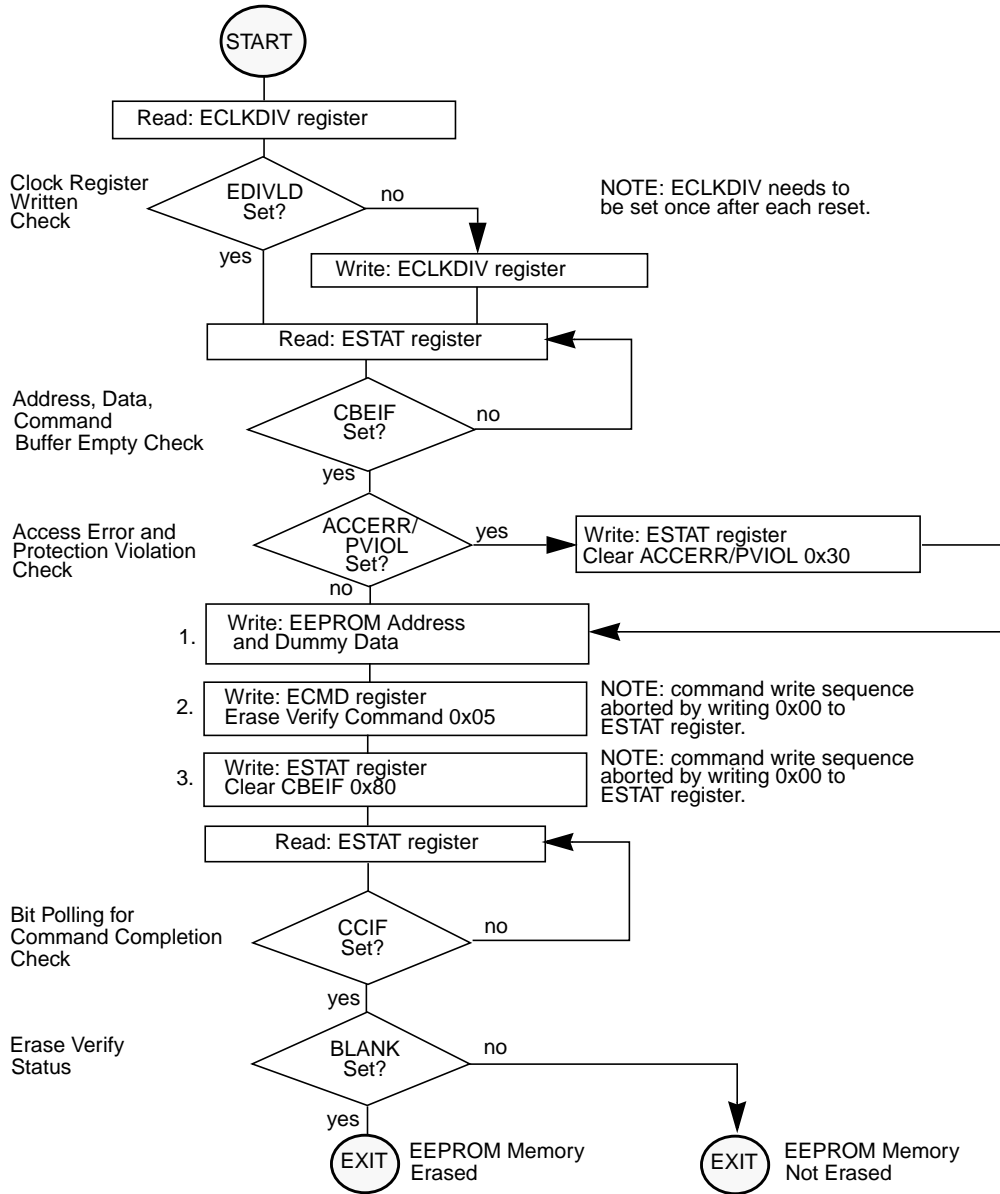 START
Read: ECLKDIV register
Clock Register
Written
Check
EDIVLD
Set?
no
yes
NOTE: ECLKDIV needs to
be set once after each reset.
Write: ECLKDIV register
Read: ESTAT register
Address, Data,
Command
Buffer Empty Check
CBEIF
Set?
no
yes
Access Error and
Protection Violation
Check
ACCERR/
PVIOL
Set?
yes
no
Write: ESTAT register
Clear ACCERR/PVIOL 0x30
1.
Write: EEPROM Address
and Dummy Data
2.
Write: ECMD register
Erase Verify Command 0x05
NOTE: command write sequence
aborted by writing 0x00 to
ESTAT register.
3.
Write: ESTAT register
Clear CBEIF 0x80
NOTE: command write sequence
aborted by writing 0x00 to
ESTAT register.
Read: ESTAT register
Bit Polling for
Command Completion
Check
CCIF
Set?
no
yes
Erase Verify
Status
BLANK
Set?
no
yes
EXIT
EEPROM Memory
Erased
EXIT
EEPROM Memory
Not Erased